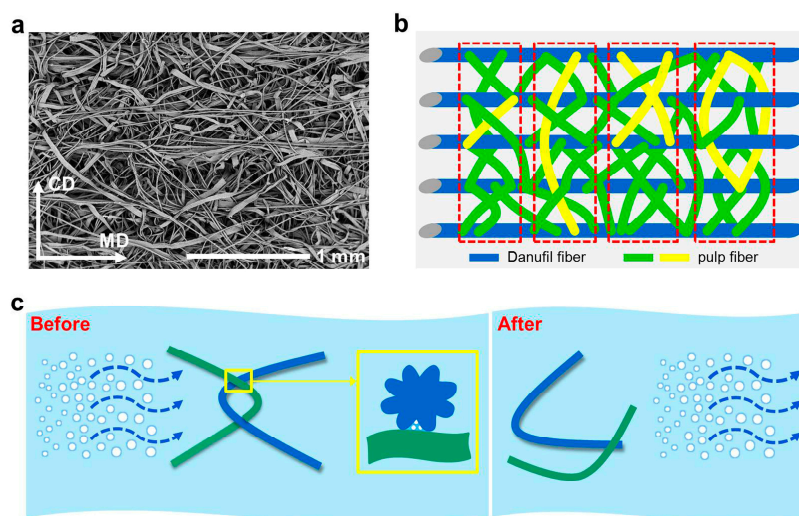 a
CD
MD
1 mm
b
Danufil fiber
pulp fiber
c
Before
After